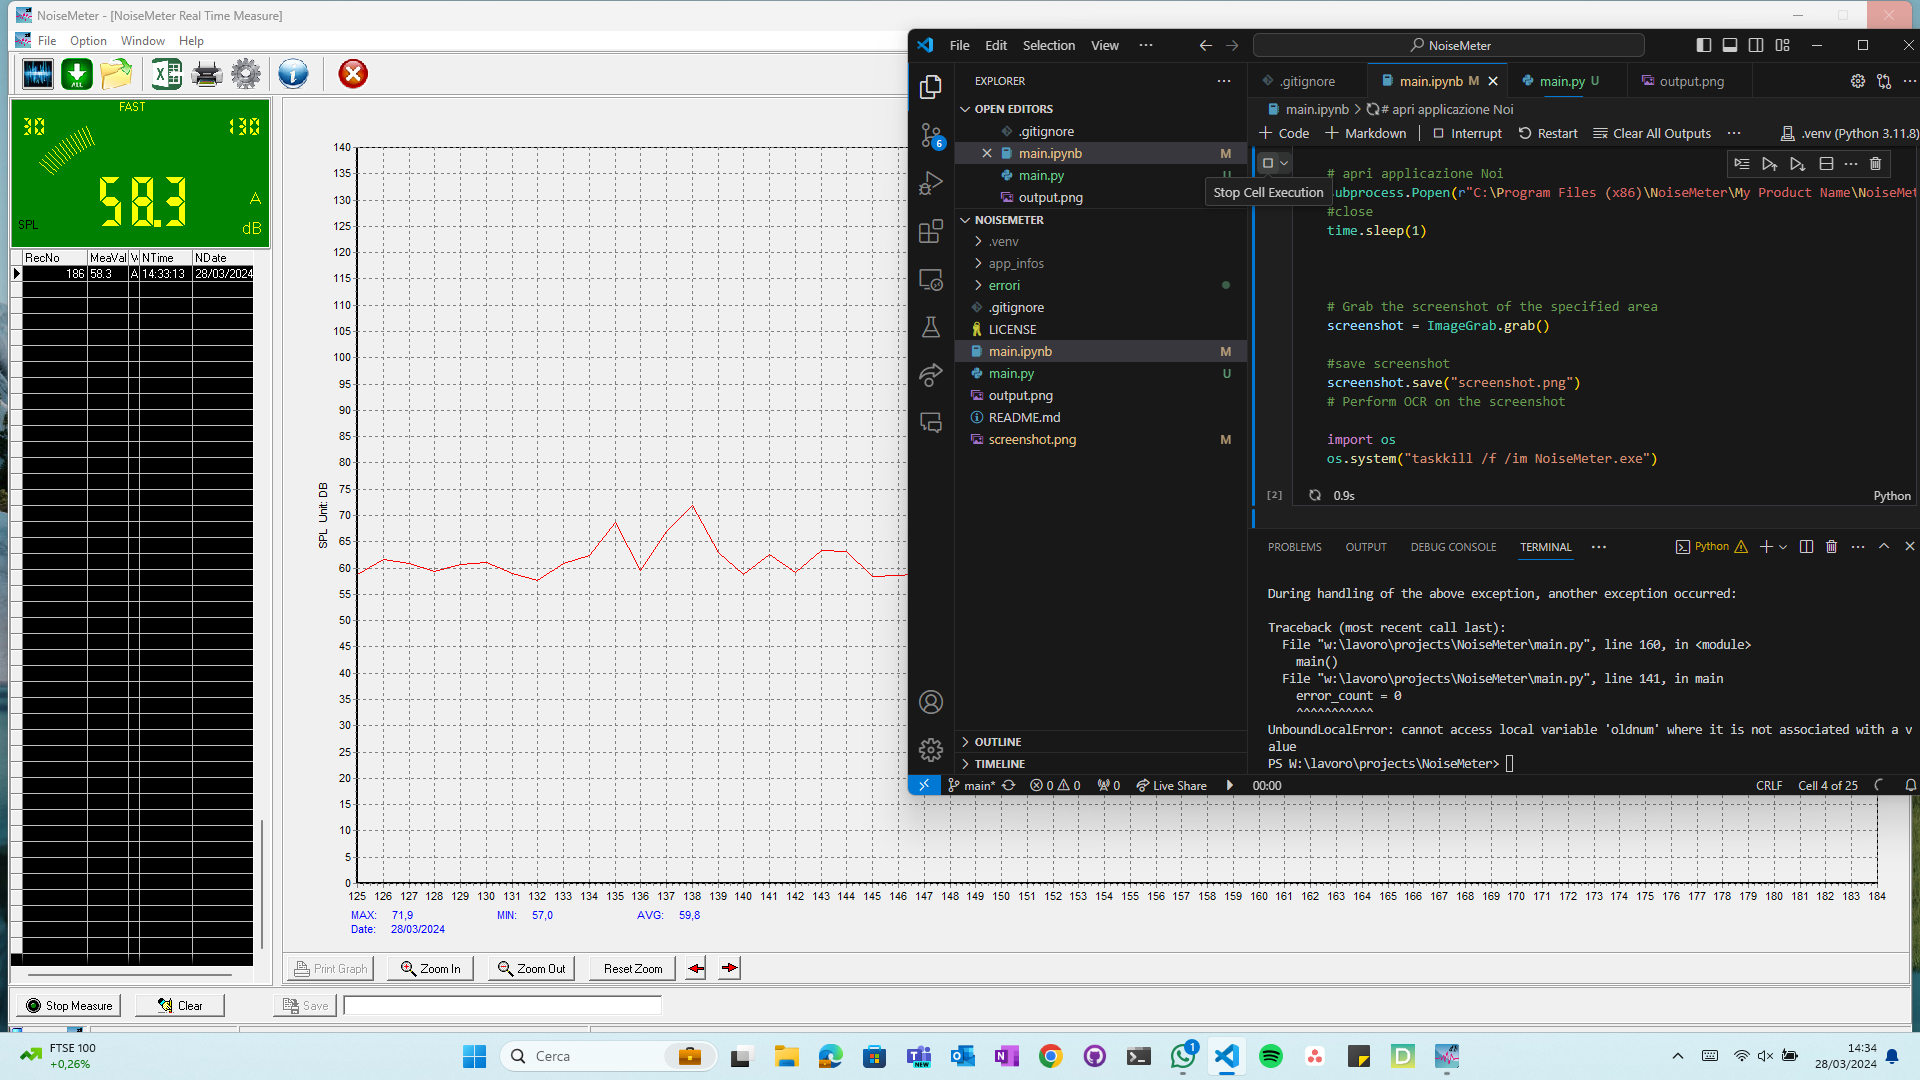 NoiseMeter - [NoiseMeter Real Time Measure]
File Option Window Help
ALL
FAST
30 130
58.3
A
SPL
dB
RecNo MeaVal V NTime NDate
186 58.3 A 14:33:13 28/03/2024
140
135
130
125
120
115
110
105
100
95
90
85
80
75
70
65
60
55
50
45
40
35
30
25
20
15
10
5
0
SPL Unit: DB
125 126 127 128 129 130 131 132 133 134 135 136 137 138 139 140 141 142 143 144 145 146 147 148 149 150 151 152 153 154 155 156 157 158 159 160 161 162 163 164 165 166 167 168 169 170 171 172 173 174 175 176 177 178 179 180 181 182 183 184
MAX: 71,9 MIN: 57,0 AVG: 59,8
Date: 28/03/2024
Print Graph Zoom In Zoom Out Reset Zoom
Stop Measure Clear Save
File Edit Selection View ··· NoiseMeter
EXPLORER ···
OPEN EDITORS
.gitignore
main.ipynb M
main.py U
output.png
NOISEMETER
.venv
app_infos
errori
.gitignore
LICENSE
main.ipynb M
main.py U
output.png
README.md
screenshot.png M
OUTLINE
TIMELINE
6
.gitignore main.ipynb M main.py U output.png
main.ipynb > # apri applicazione Noi
+ Code + Markdown | Interrupt Restart Clear All Outputs ··· .venv (Python 3.11.8)
Stop Cell Execution
# apri applicazione Noi
subprocess.Popen(r"C:\Program Files (x86)\NoiseMeter\My Product Name\NoiseMet
#close
time.sleep(1)
# Grab the screenshot of the specified area
screenshot = ImageGrab.grab()
#save screenshot
screenshot.save("screenshot.png")
# Perform OCR on the screenshot
import os
os.system("taskkill /f /im NoiseMeter.exe")
[2] 0.9s Python
PROBLEMS OUTPUT DEBUG CONSOLE TERMINAL ··· Python
During handling of the above exception, another exception occurred:
Traceback (most recent call last):
File "w:\lavoro\projects\NoiseMeter\main.py", line 160, in <module>
main()
File "w:\lavoro\projects\NoiseMeter\main.py", line 141, in main
error_count = 0
^^^^^^^^^^^
UnboundLocalError: cannot access local variable 'oldnum' where it is not associated with a v
alue
PS W:\lavoro\projects\NoiseMeter>
main* 0 0 0 Live Share 00:00 CRLF Cell 4 of 25
FTSE 100
+0,26%
Cerca
NEW
1
14:34
28/03/2024